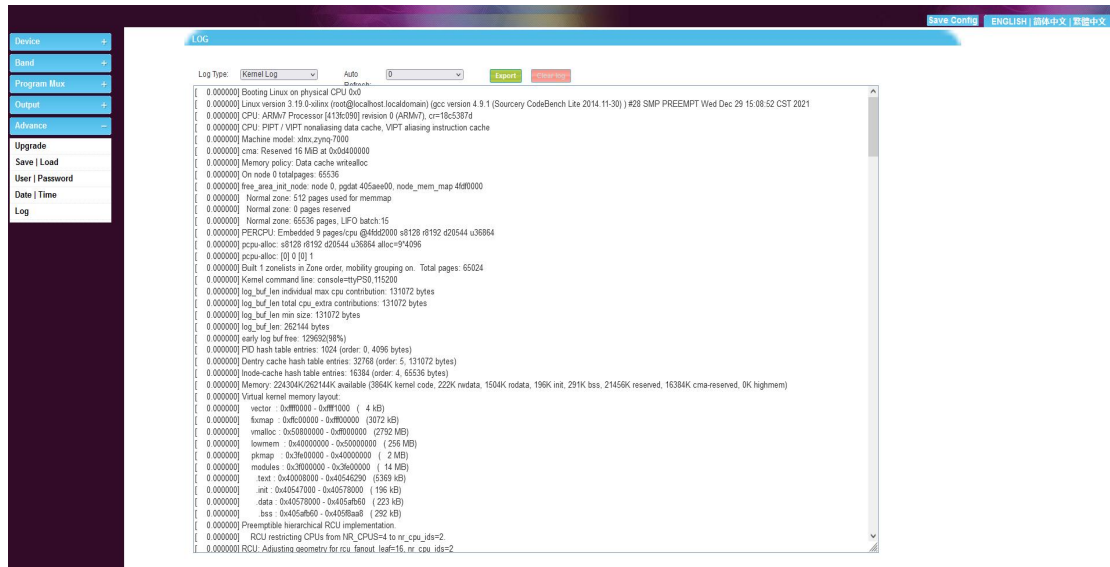 Save Config ENGLISH | 简体中文 | 繁體中文
Device +
Band +
Program Mux +
Output +
Advance −
Upgrade
Save | Load
User | Password
Date | Time
Log
LOG
Log Type: Kernel Log Auto Refresh: 0 Export Clear log
[ 0.000000] Booting Linux on physical CPU 0x0
[ 0.000000] Linux version 3.19.0-xilinx (root@localhost.localdomain) (gcc version 4.9.1 (Sourcery CodeBench Lite 2014.11-30) ) #28 SMP PREEMPT Wed Dec 29 15:08:52 CST 2021
[ 0.000000] CPU: ARMv7 Processor [413fc090] revision 0 (ARMv7), cr=18c5387d
[ 0.000000] CPU: PIPT / VIPT nonaliasing data cache, VIPT aliasing instruction cache
[ 0.000000] Machine model: xlnx,zynq-7000
[ 0.000000] cma: Reserved 16 MiB at 0x0d400000
[ 0.000000] Memory policy: Data cache writealloc
[ 0.000000] On node 0 totalpages: 65536
[ 0.000000] free_area_init_node: node 0, pgdat 405aee00, node_mem_map 4fdf0000
[ 0.000000] Normal zone: 512 pages used for memmap
[ 0.000000] Normal zone: 0 pages reserved
[ 0.000000] Normal zone: 65536 pages, LIFO batch:15
[ 0.000000] PERCPU: Embedded 9 pages/cpu @4fdd2000 s8128 r8192 d20544 u36864
[ 0.000000] pcpu-alloc: s8128 r8192 d20544 u36864 alloc=9*4096
[ 0.000000] pcpu-alloc: [0] 0 [0] 1
[ 0.000000] Built 1 zonelists in Zone order, mobility grouping on. Total pages: 65024
[ 0.000000] Kernel command line: console=ttyPS0,115200
[ 0.000000] log_buf_len individual max cpu contribution: 131072 bytes
[ 0.000000] log_buf_len total cpu_extra contributions: 131072 bytes
[ 0.000000] log_buf_len min size: 131072 bytes
[ 0.000000] log_buf_len: 262144 bytes
[ 0.000000] early log buf free: 129692(98%)
[ 0.000000] PID hash table entries: 1024 (order: 0, 4096 bytes)
[ 0.000000] Dentry cache hash table entries: 32768 (order: 5, 131072 bytes)
[ 0.000000] Inode-cache hash table entries: 16384 (order: 4, 65536 bytes)
[ 0.000000] Memory: 224304K/262144K available (3864K kernel code, 222K rwdata, 1504K rodata, 196K init, 291K bss, 21456K reserved, 16384K cma-reserved, 0K highmem)
[ 0.000000] Virtual kernel memory layout:
[ 0.000000] vector : 0xffff0000 - 0xffff1000 ( 4 kB)
[ 0.000000] fixmap : 0xffc00000 - 0xfff00000 (3072 kB)
[ 0.000000] vmalloc : 0x50800000 - 0xff000000 (2792 MB)
[ 0.000000] lowmem : 0x40000000 - 0x50000000 ( 256 MB)
[ 0.000000] pkmap : 0x3fe00000 - 0x40000000 ( 2 MB)
[ 0.000000] modules : 0x3f000000 - 0x3fe00000 ( 14 MB)
[ 0.000000] .text : 0x40008000 - 0x40546290 (5369 kB)
[ 0.000000] .init : 0x40547000 - 0x40578000 ( 196 kB)
[ 0.000000] .data : 0x40578000 - 0x405afb60 ( 223 kB)
[ 0.000000] .bss : 0x405afb60 - 0x405f8aa8 ( 292 kB)
[ 0.000000] Preemptible hierarchical RCU implementation.
[ 0.000000] RCU restricting CPUs from NR_CPUS=4 to nr_cpu_ids=2.
[ 0.000000] RCU: Adjusting geometry for rcu_fanout_leaf=16, nr_cpu_ids=2